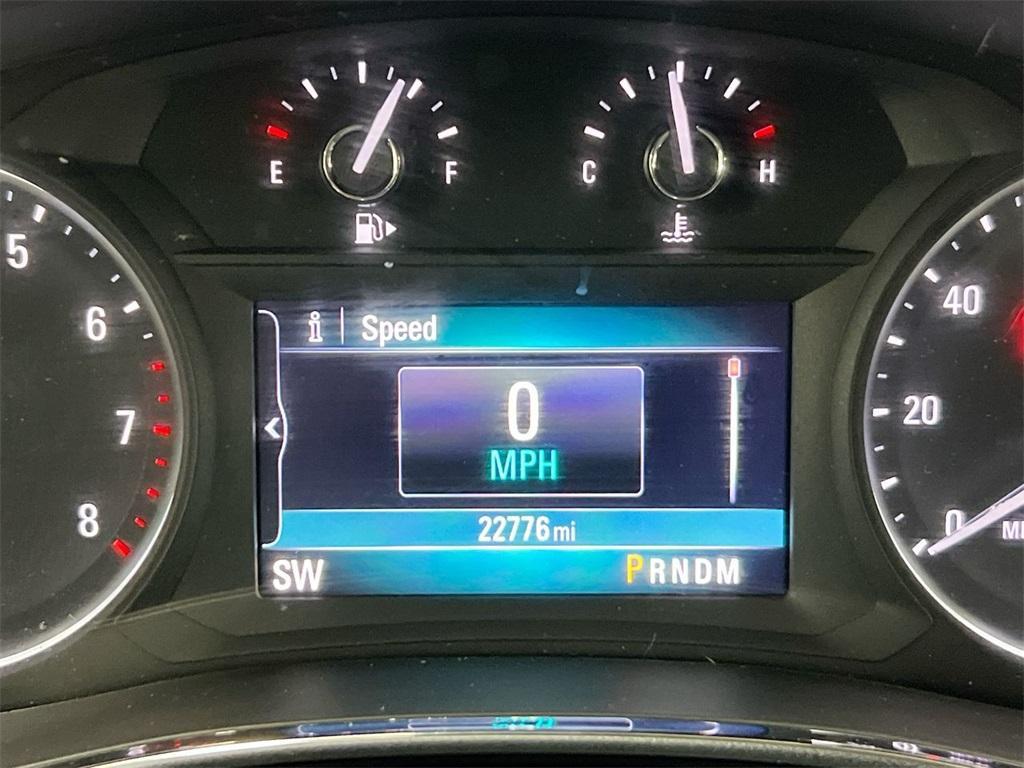 E F
C H
5
6
7
8
i Speed
0
MPH
22776 mi
SW PRNDM
40
20
0